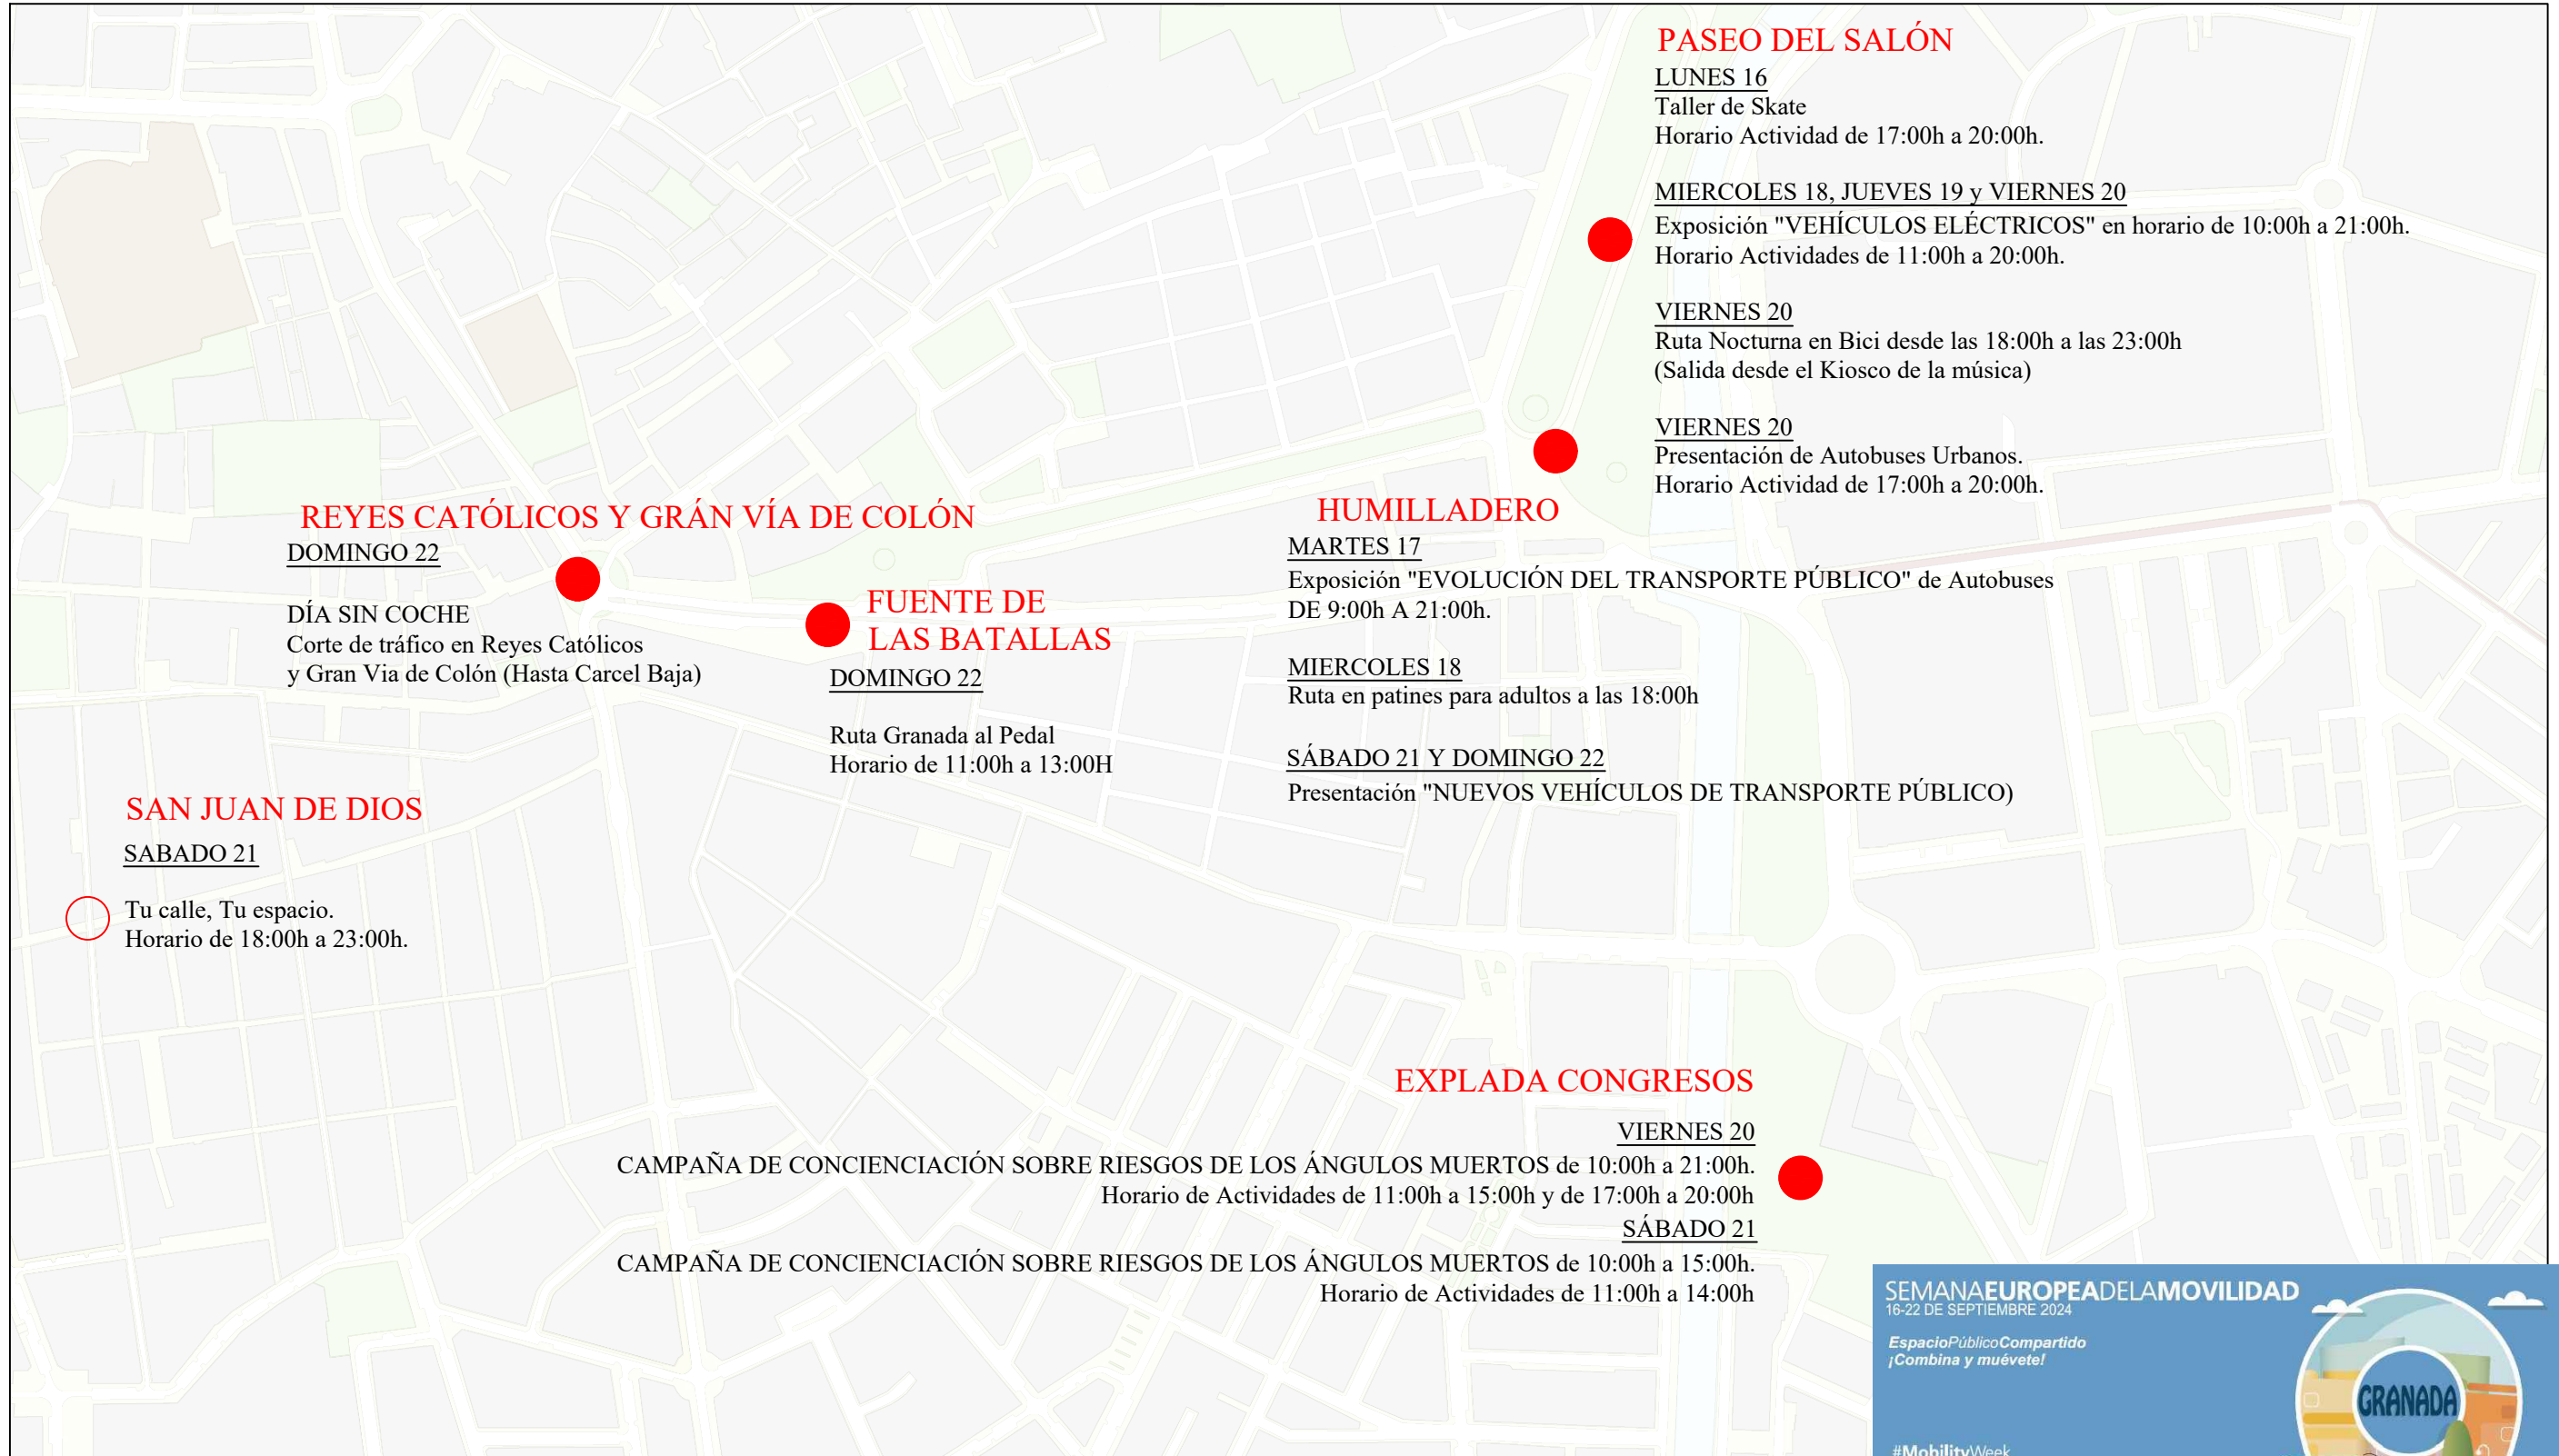 PASEO DEL SALÓN
LUNES 16
Taller de Skate
Horario Actividad de 17:00h a 20:00h.
MIERCOLES 18, JUEVES 19 y VIERNES 20
Exposición "VEHÍCULOS ELÉCTRICOS" en horario de 10:00h a 21:00h.
Horario Actividades de 11:00h a 20:00h.
VIERNES 20
Ruta Nocturna en Bici desde las 18:00h a las 23:00h
(Salida desde el Kiosco de la música)
VIERNES 20
Presentación de Autobuses Urbanos.
Horario Actividad de 17:00h a 20:00h.
REYES CATÓLICOS Y GRÁN VÍA DE COLÓN
DOMINGO 22
DÍA SIN COCHE
Corte de tráfico en Reyes Católicos
y Gran Via de Colón (Hasta Carcel Baja)
FUENTE DE
LAS BATALLAS
DOMINGO 22
Ruta Granada al Pedal
Horario de 11:00h a 13:00H
HUMILLADERO
MARTES 17
Exposición "EVOLUCIÓN DEL TRANSPORTE PÚBLICO" de Autobuses
DE 9:00h A 21:00h.
MIERCOLES 18
Ruta en patines para adultos a las 18:00h
SÁBADO 21 Y DOMINGO 22
Presentación "NUEVOS VEHÍCULOS DE TRANSPORTE PÚBLICO)
SAN JUAN DE DIOS
SABADO 21
Tu calle, Tu espacio.
Horario de 18:00h a 23:00h.
EXPLADA CONGRESOS
VIERNES 20
CAMPAÑA DE CONCIENCIACIÓN SOBRE RIESGOS DE LOS ÁNGULOS MUERTOS de 10:00h a 21:00h.
Horario de Actividades de 11:00h a 15:00h y de 17:00h a 20:00h
SÁBADO 21
CAMPAÑA DE CONCIENCIACIÓN SOBRE RIESGOS DE LOS ÁNGULOS MUERTOS de 10:00h a 15:00h.
Horario de Actividades de 11:00h a 14:00h
SEMANAEUROPEADELAMOVILIDAD
16-22 DE SEPTIEMBRE 2024
EspacioPúblicoCompartido
¡Combina y muévete!
GRANADA
#MobilityWeek